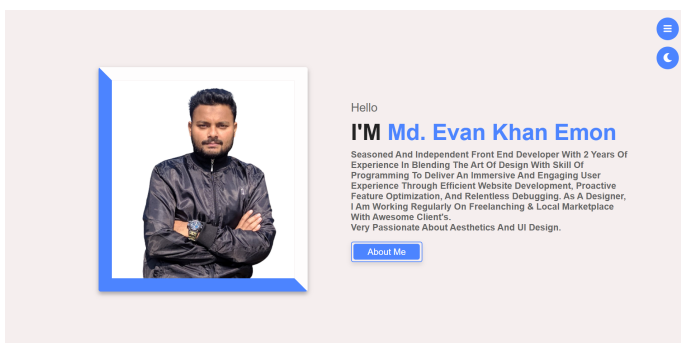 Hello
I'M Md. Evan Khan Emon
Seasoned And Independent Front End Developer With 2 Years Of
Experience In Blending The Art Of Design With Skill Of
Programming To Deliver An Immersive And Engaging User
Experience Through Efficient Website Development, Proactive
Feature Optimization, And Relentless Debugging. As A Designer,
I Am Working Regularly On Freelanching & Local Marketplace
With Awesome Client's.
Very Passionate About Aesthetics And UI Design.
About Me